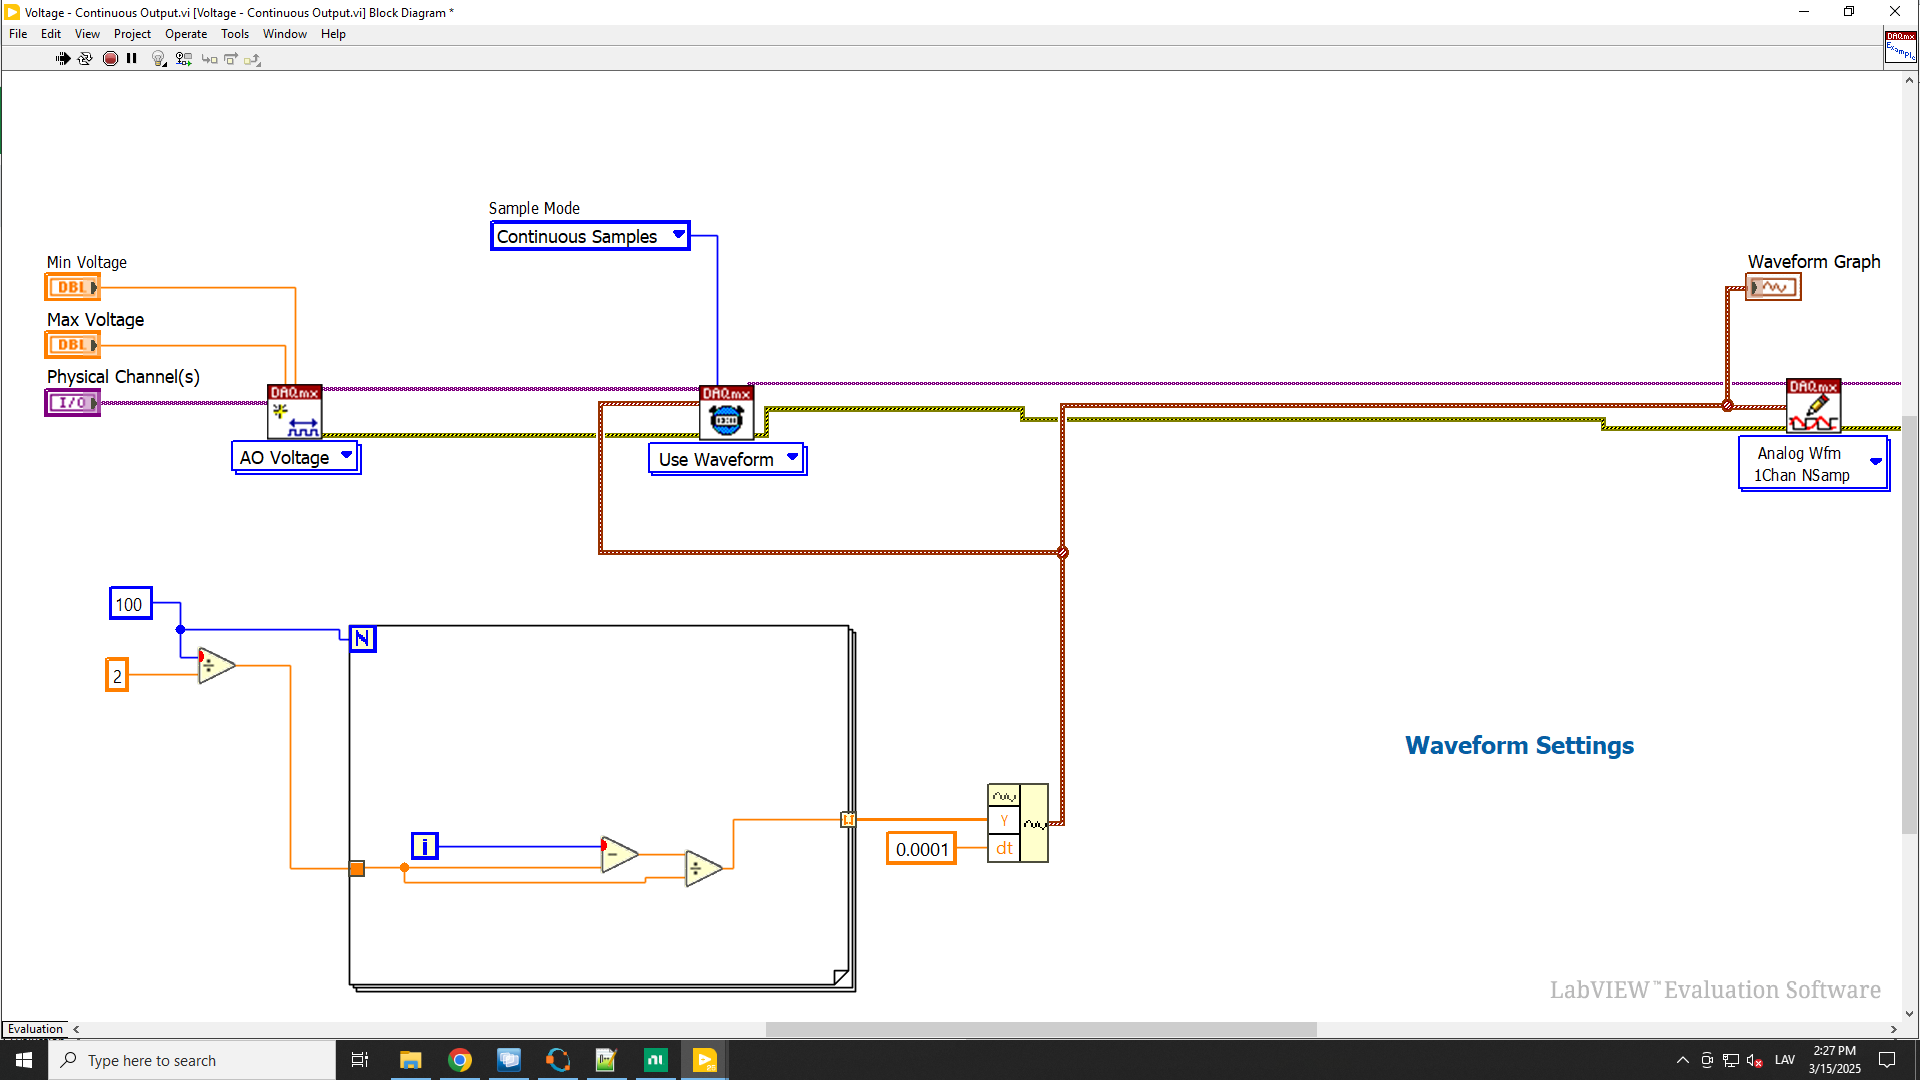 Voltage - Continuous Output.vi [Voltage - Continuous Output.vi] Block Diagram *
File Edit View Project Operate Tools Window Help
DAQmx
Example
Sample Mode
Continuous Samples
Min Voltage
DBL
Max Voltage
DBL
Physical Channel(s)
I/O
DAQmx
AO Voltage
DAQmx
Use Waveform
Waveform Graph
DAQmx
Analog Wfm
1Chan NSamp
100
2
N
i
Y
dt
0.0001
Waveform Settings
LabVIEW™ Evaluation Software
Evaluation
Type here to search
LAV
2:27 PM
3/15/2025